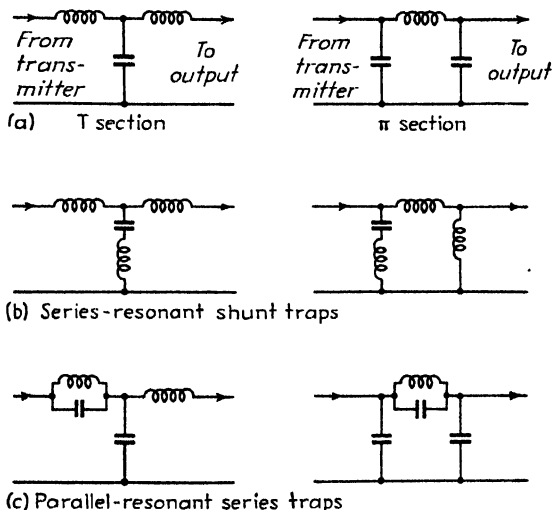 From
trans-
mitter
To
output
From
trans-
mitter
To
output
(a) T section
π section
(b) Series-resonant shunt traps
(c) Parallel-resonant series traps